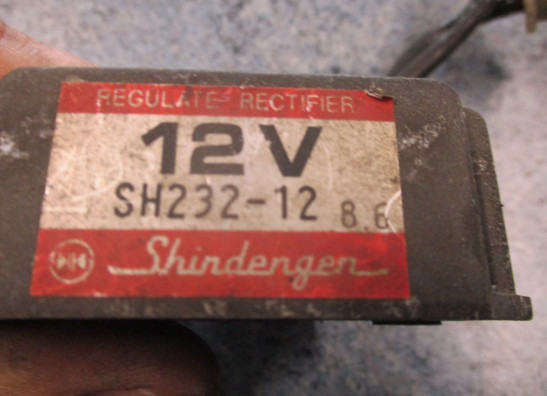 REGULATE RECTIFIER
12V
SH232-12 8.6
Shindengen